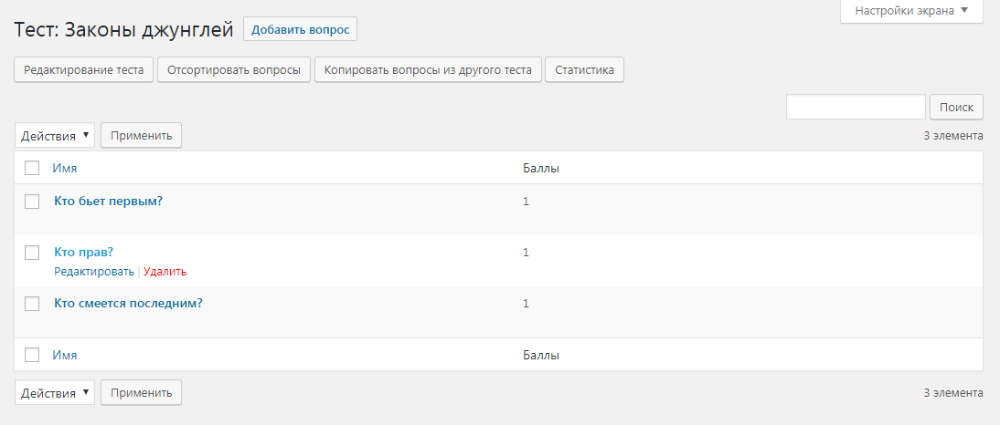 Настройки экрана
Тест: Законы джунглей Добавить вопрос
Редактирование теста Отсортировать вопросы Копировать вопросы из другого теста Статистика
Поиск
Действия Применить 3 элемента
Имя Баллы
Кто бьет первым? 1
Кто прав? 1
Редактировать | Удалить
Кто смеется последним? 1
Имя Баллы
Действия Применить 3 элемента